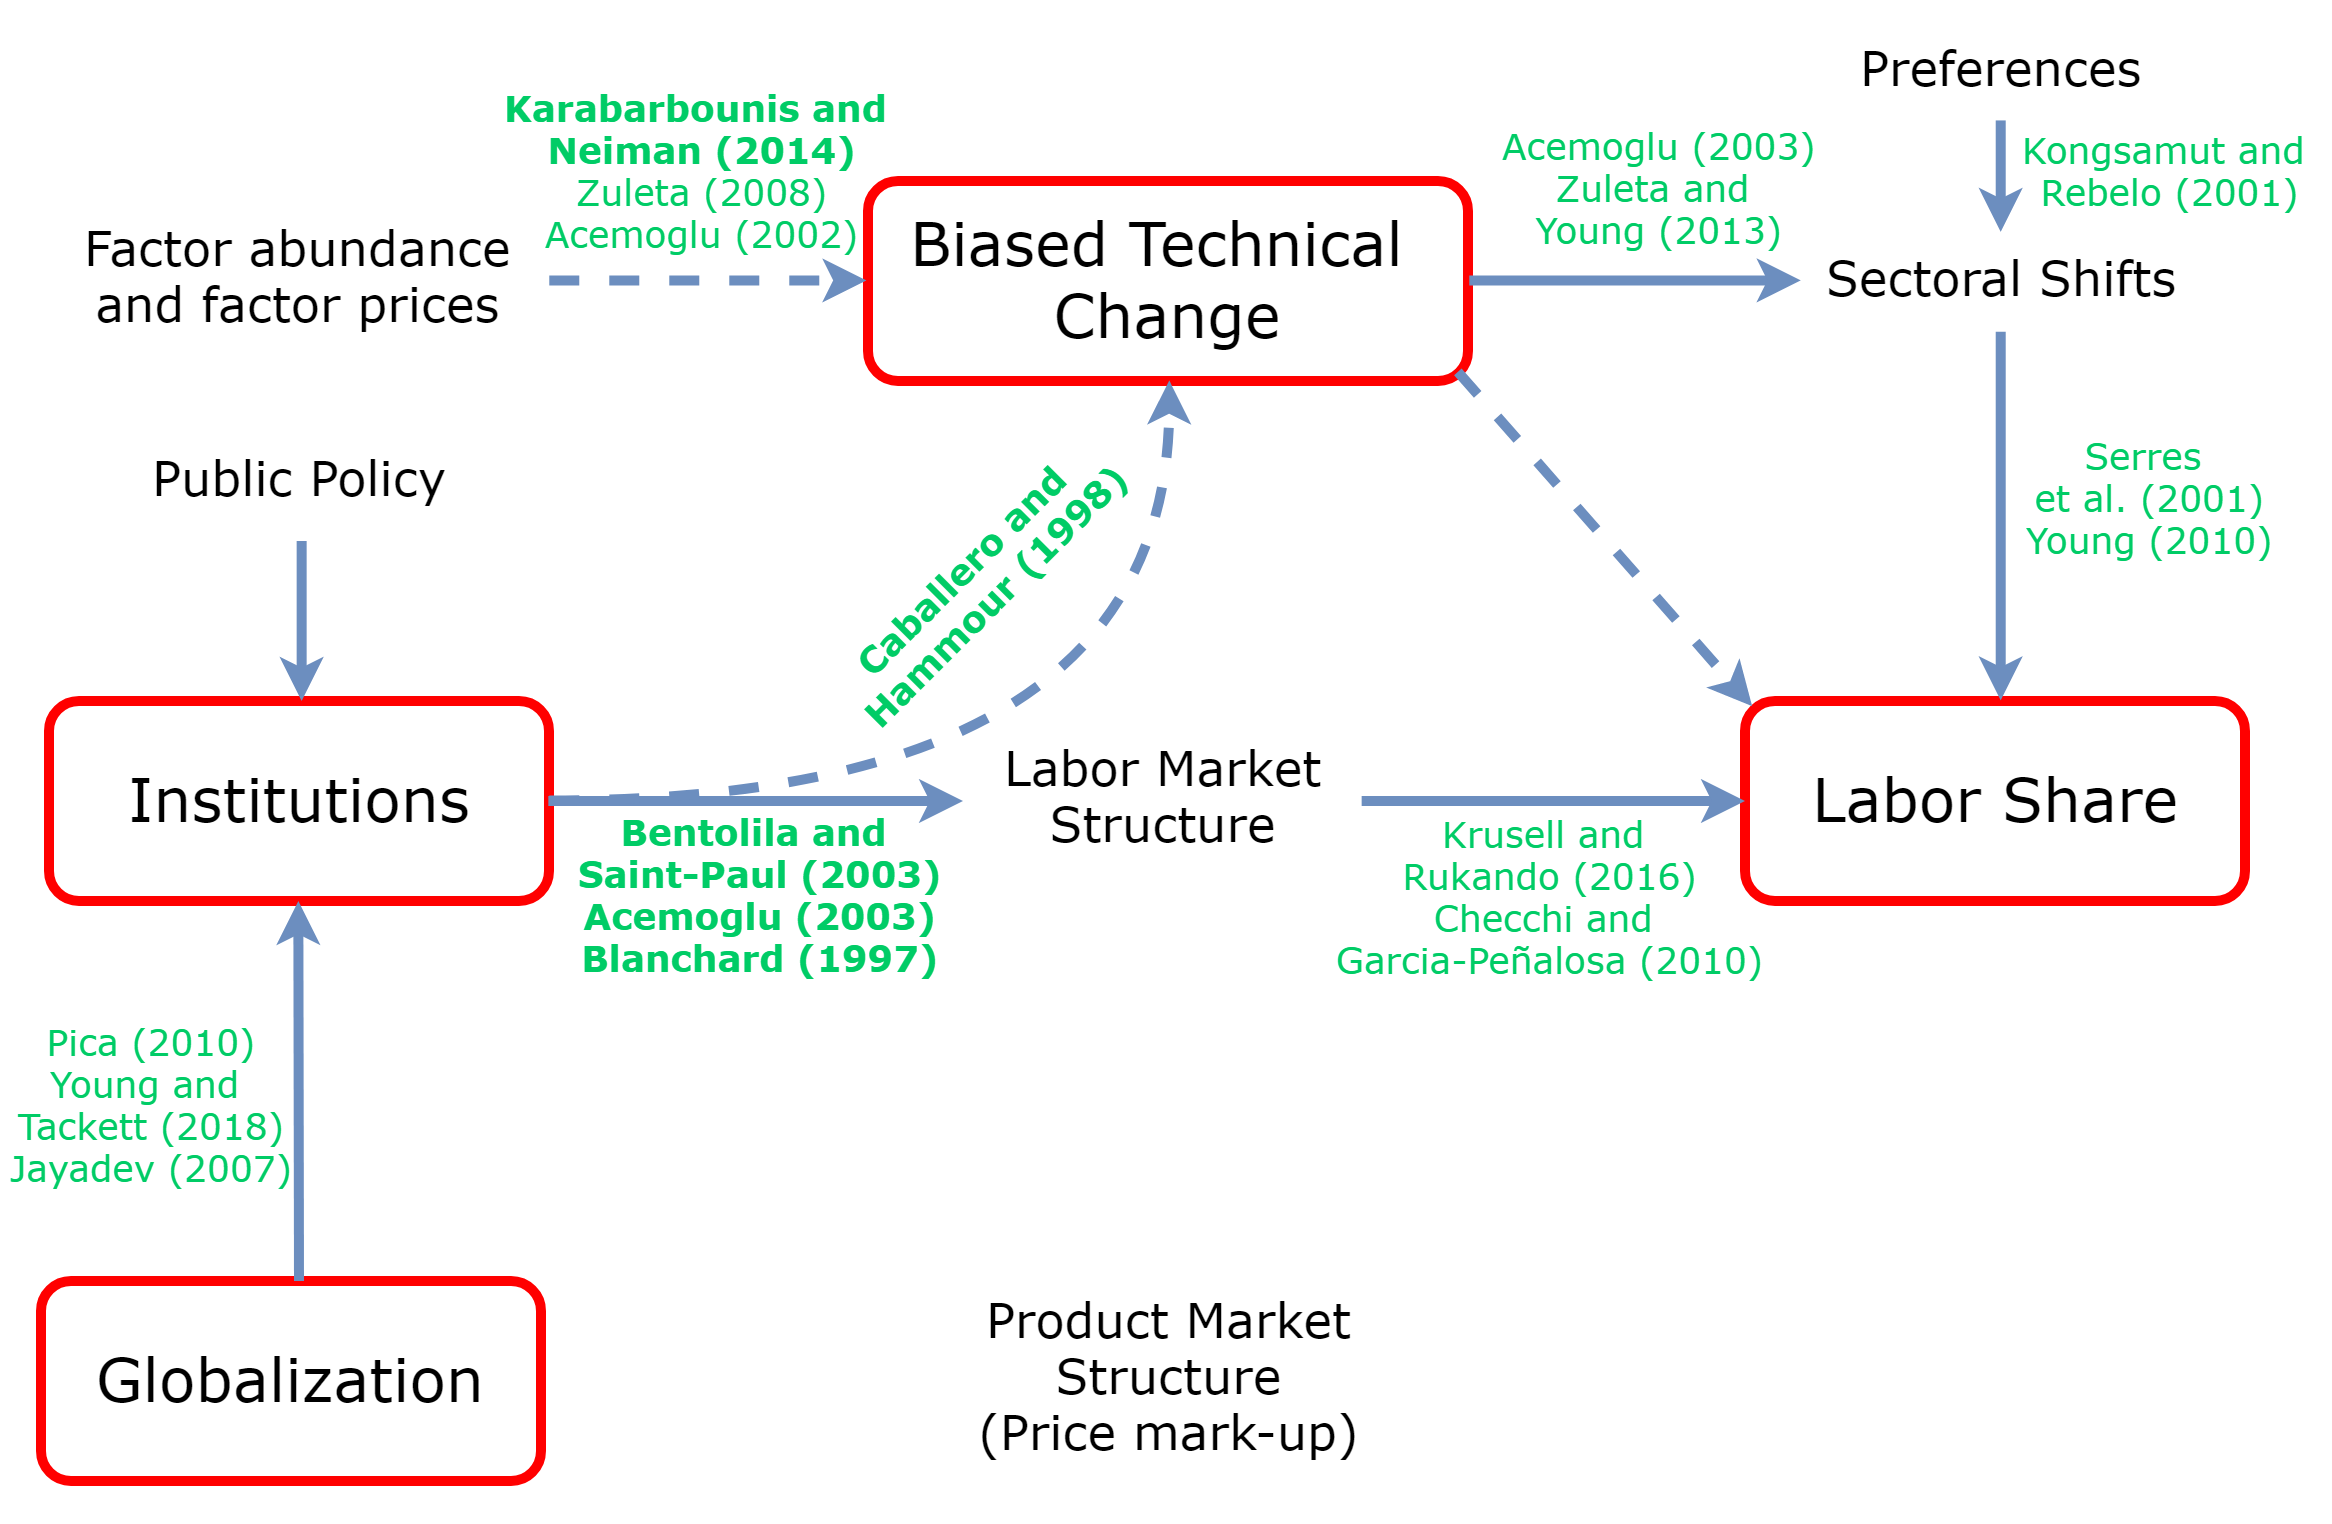 Preferences
Karabarbounis and
Neiman (2014)
Zuleta (2008)
Acemoglu (2002)
Acemoglu (2003)
Zuleta and
Young (2013)
Kongsamut and
Rebelo (2001)
Factor abundance
and factor prices
Biased Technical
Change
Sectoral Shifts
Public Policy
Caballero and
Hammour (1998)
Serres
et al. (2001)
Young (2010)
Institutions
Labor Market
Structure
Labor Share
Bentolila and
Saint-Paul (2003)
Acemoglu (2003)
Blanchard (1997)
Krusell and
Rukando (2016)
Checchi and
Garcia-Peñalosa (2010)
Pica (2010)
Young and
Tackett (2018)
Jayadev (2007)
Globalization
Product Market
Structure
(Price mark-up)